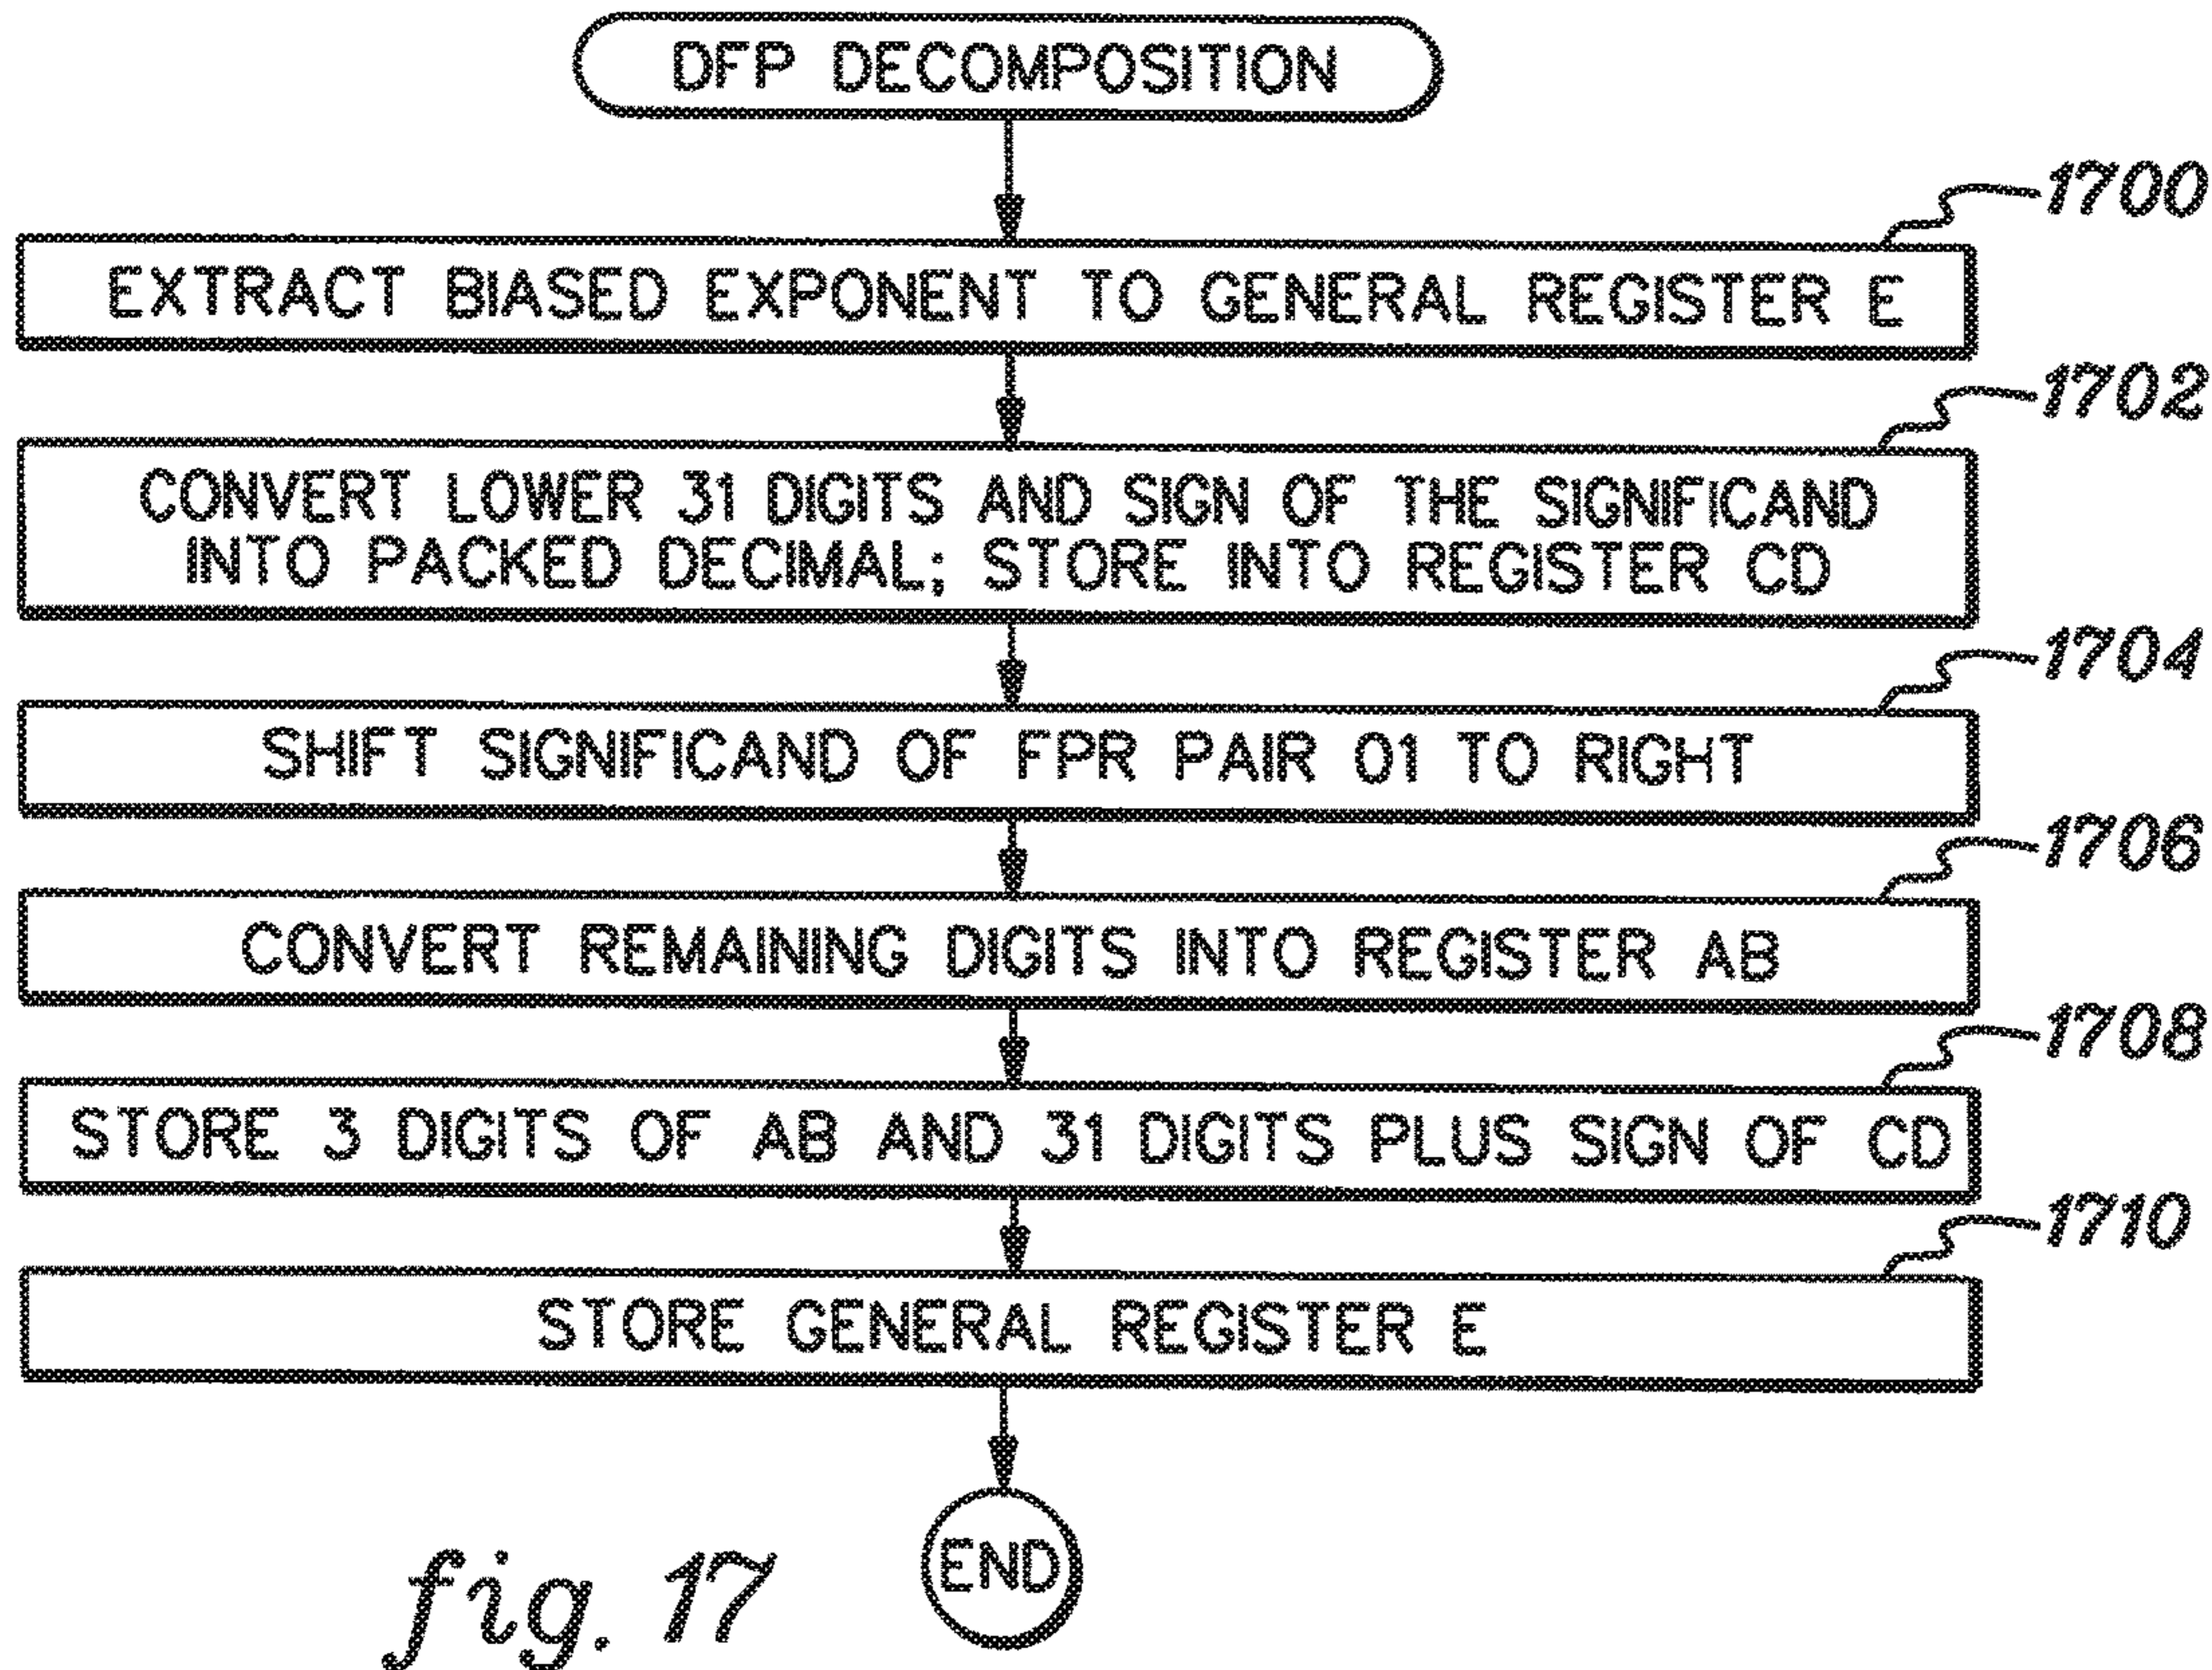 DFP DECOMPOSITION
1700
EXTRACT BIASED EXPONENT TO GENERAL REGISTER E
1702
CONVERT LOWER 31 DIGITS AND SIGN OF THE SIGNIFICAND
INTO PACKED DECIMAL; STORE INTO REGISTER CD
1704
SHIFT SIGNIFICAND OF FPR PAIR 01 TO RIGHT
1706
CONVERT REMAINING DIGITS INTO REGISTER AB
1708
STORE 3 DIGITS OF AB AND 31 DIGITS PLUS SIGN OF CD
1710
STORE GENERAL REGISTER E
END
fig. 17